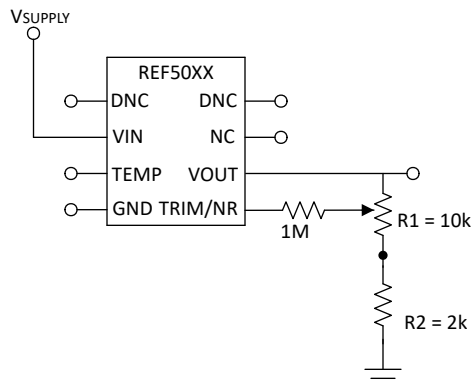 VSUPPLY
REF50XX
DNC DNC
VIN NC
TEMP VOUT
GND TRIM/NR
1M
R1 = 10k
R2 = 2k